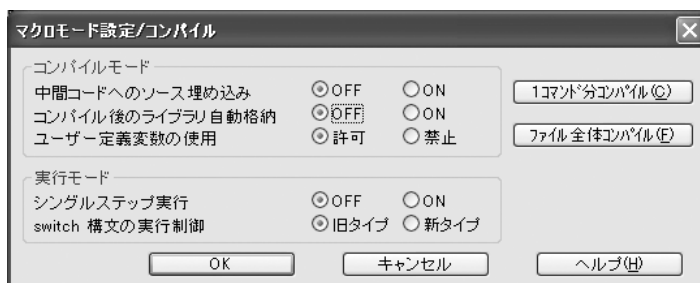 マクロモード設定/コンパイル
コンパイルモード
中間コードへのソース埋め込み OFF ON
コンパイル後のライブラリ自動格納 OFF ON
ユーザー定義変数の使用 許可 禁止
1コマンド分コンパイル(C)
ファイル全体コンパイル(F)
実行モード
シングルステップ実行 OFF ON
switch 構文の実行制御 旧タイプ 新タイプ
OK キャンセル ヘルプ(H)